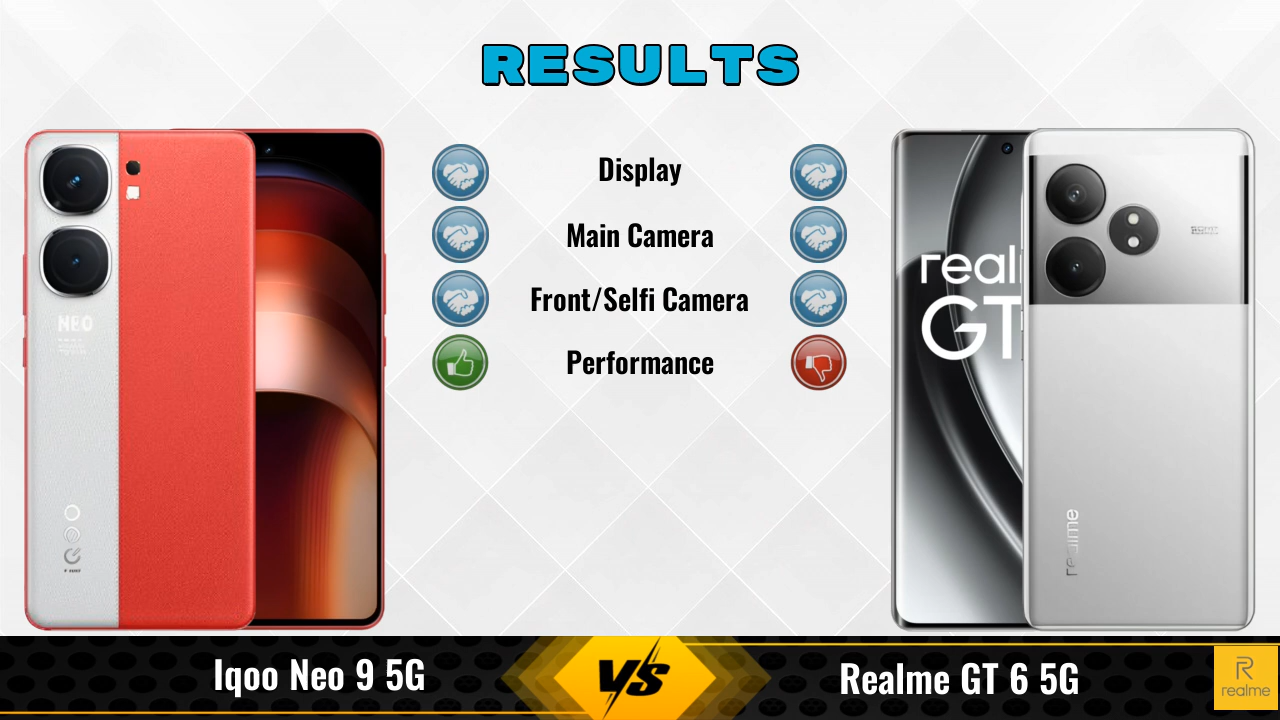 RESULTS
Display
Main Camera
Front/Selfi Camera
Performance
NEO
realme
GT
realme
Iqoo Neo 9 5G
VS
Realme GT 6 5G
R
realme